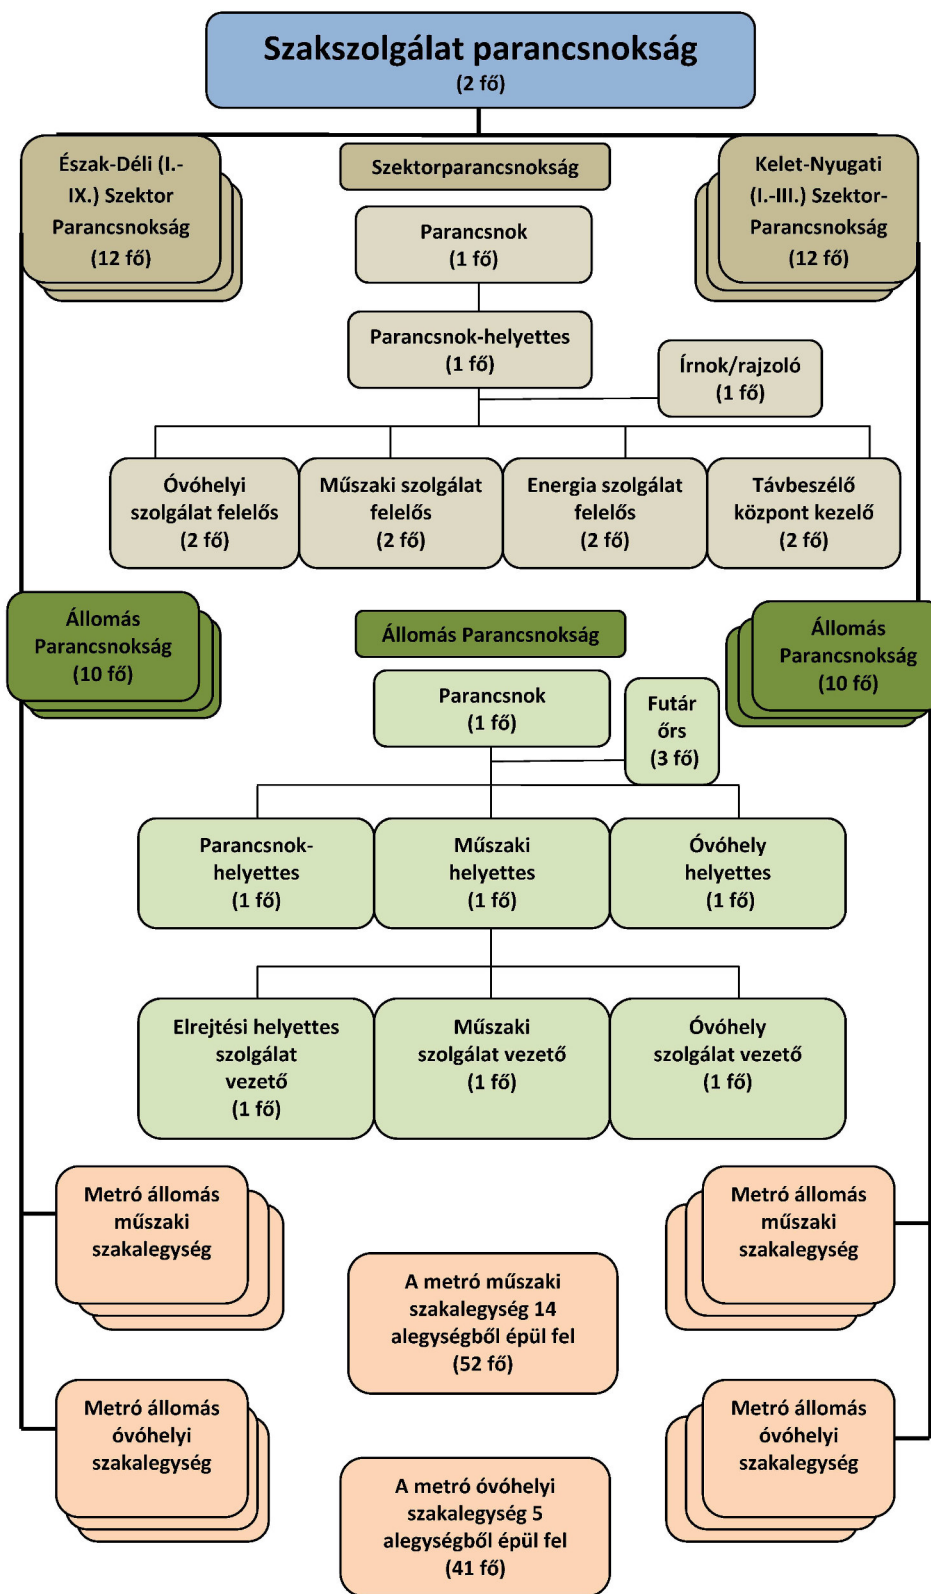 Szakszolgálat parancsnokság
(2 fő)
Észak-Déli (I.-
IX.) Szektor
Parancsnokság
(12 fő)
Szektorparancsnokság
Kelet-Nyugati
(I.-III.) Szektor-
Parancsnokság
(12 fő)
Parancsnok
(1 fő)
Parancsnok-helyettes
(1 fő)
Írnok/rajzoló
(1 fő)
Óvóhelyi
szolgálat felelős
(2 fő)
Műszaki szolgálat
felelős
(2 fő)
Energia szolgálat
felelős
(2 fő)
Távbeszélő
központ kezelő
(2 fő)
Állomás
Parancsnokság
(10 fő)
Állomás Parancsnokság
Állomás
Parancsnokság
(10 fő)
Parancsnok
(1 fő)
Futár
őrs
(3 fő)
Parancsnok-
helyettes
(1 fő)
Műszaki
helyettes
(1 fő)
Óvóhely
helyettes
(1 fő)
Elrejtési helyettes
szolgálat
vezető
(1 fő)
Műszaki
szolgálat vezető
(1 fő)
Óvóhely
szolgálat vezető
(1 fő)
Metró állomás
műszaki
szakalegység
Metró állomás
műszaki
szakalegység
A metró műszaki
szakalegység 14
alegységből épül fel
(52 fő)
Metró állomás
óvóhelyi
szakalegység
Metró állomás
óvóhelyi
szakalegység
A metró óvóhelyi
szakalegység 5
alegységből épül fel
(41 fő)